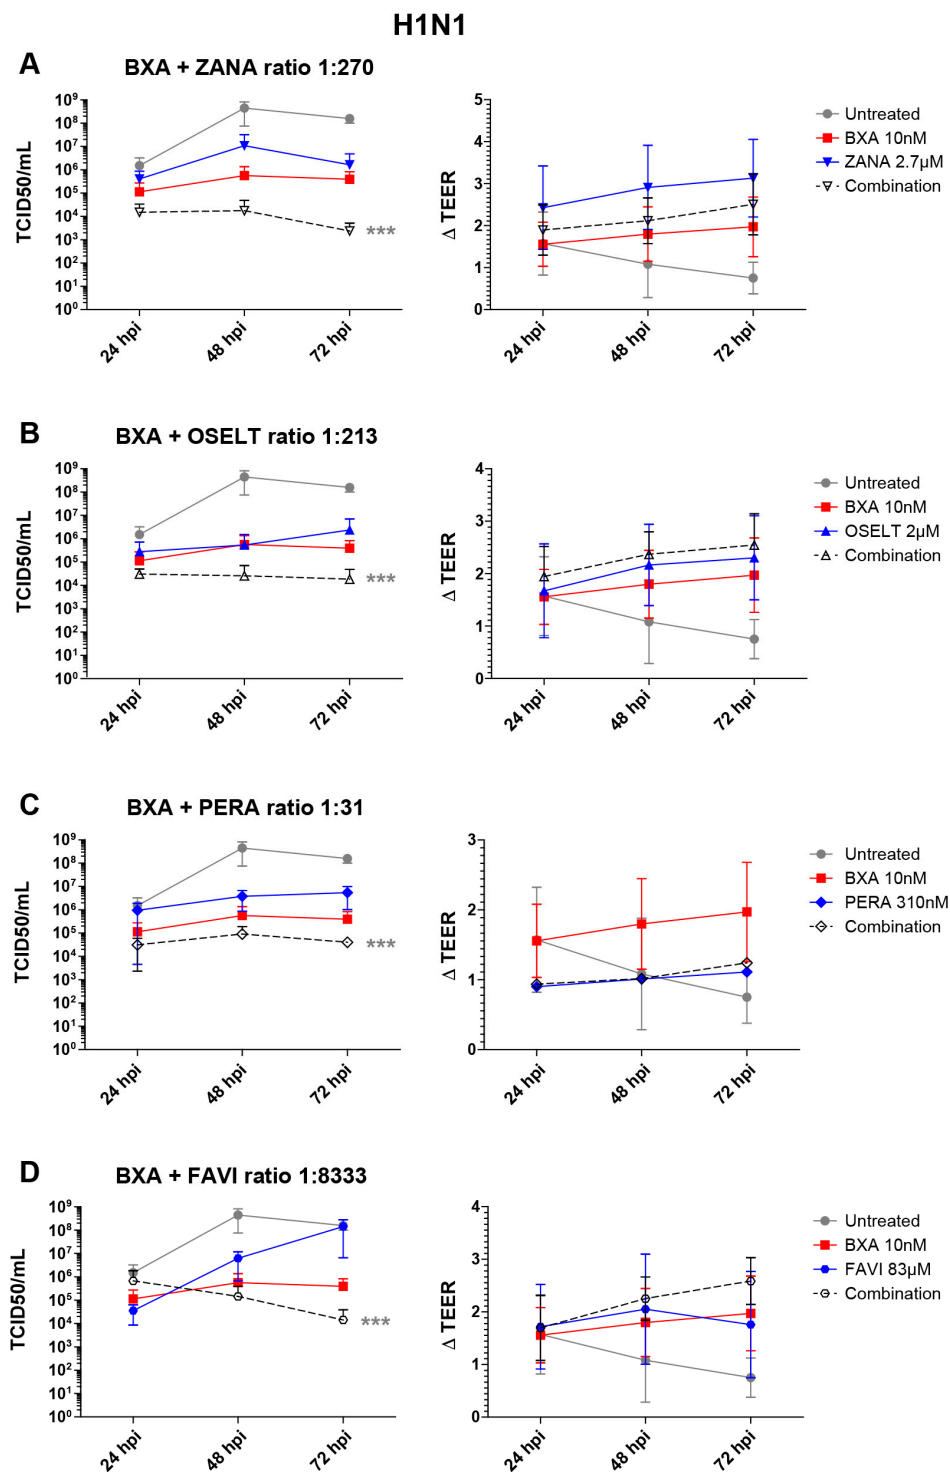 H1N1
A
BXA + ZANA ratio 1:270
TCID50/mL
10⁹
10⁸
10⁷
10⁶
10⁵
10⁴
10³
10²
10¹
10⁰
***
24 hpi
48 hpi
72 hpi
Δ TEER
5
4
3
2
1
0
24 hpi
48 hpi
72 hpi
Untreated
BXA 10nM
ZANA 2.7µM
Combination
B
BXA + OSELT ratio 1:213
TCID50/mL
10⁹
10⁸
10⁷
10⁶
10⁵
10⁴
10³
10²
10¹
10⁰
***
24 hpi
48 hpi
72 hpi
Δ TEER
4
3
2
1
0
24 hpi
48 hpi
72 hpi
Untreated
BXA 10nM
OSELT 2µM
Combination
C
BXA + PERA ratio 1:31
TCID50/mL
10⁹
10⁸
10⁷
10⁶
10⁵
10⁴
10³
10²
10¹
10⁰
***
24 hpi
48 hpi
72 hpi
Δ TEER
3
2
1
0
24 hpi
48 hpi
72 hpi
Untreated
BXA 10nM
PERA 310nM
Combination
D
BXA + FAVI ratio 1:8333
TCID50/mL
10⁹
10⁸
10⁷
10⁶
10⁵
10⁴
10³
10²
10¹
10⁰
***
24 hpi
48 hpi
72 hpi
Δ TEER
4
3
2
1
0
24 hpi
48 hpi
72 hpi
Untreated
BXA 10nM
FAVI 83µM
Combination